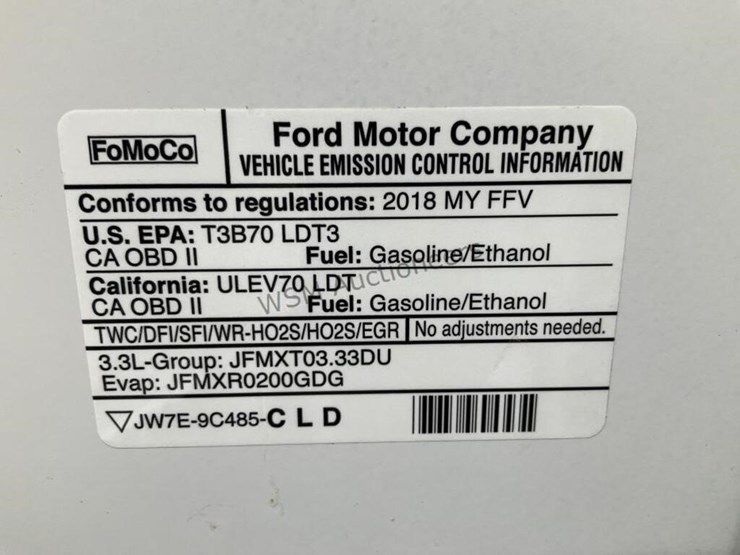 FoMoCo
Ford Motor Company
VEHICLE EMISSION CONTROL INFORMATION
Conforms to regulations: 2018 MY FFV
U.S. EPA: T3B70 LDT3
CA OBD II Fuel: Gasoline/Ethanol
California: ULEV70 LDT
CA OBD II Fuel: Gasoline/Ethanol
TWC/DFI/SFI/WR-HO2S/HO2S/EGR No adjustments needed.
3.3L-Group: JFMXT03.33DU
Evap: JFMXR0200GDG
JW7E-9C485-C L D
WSM Auctioneers